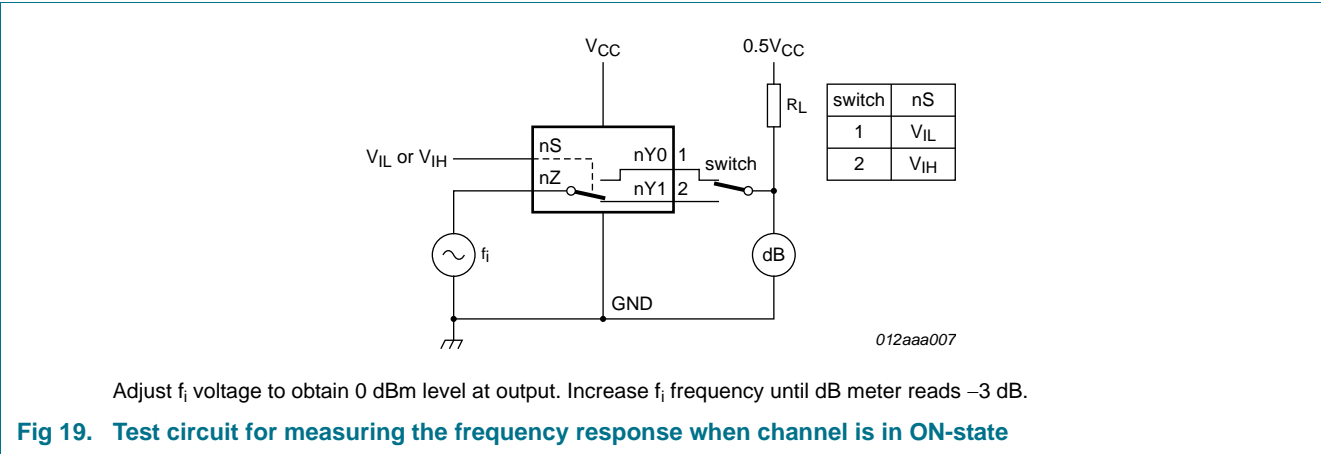 VCC
0.5VCC
RL
switch nS
1 VIL
2 VIH
VIL or VIH
nS
nY0 1
switch
nZ
nY1 2
fi
dB
GND
012aaa007
Adjust fi voltage to obtain 0 dBm level at output. Increase fi frequency until dB meter reads −3 dB.
Fig 19. Test circuit for measuring the frequency response when channel is in ON-state